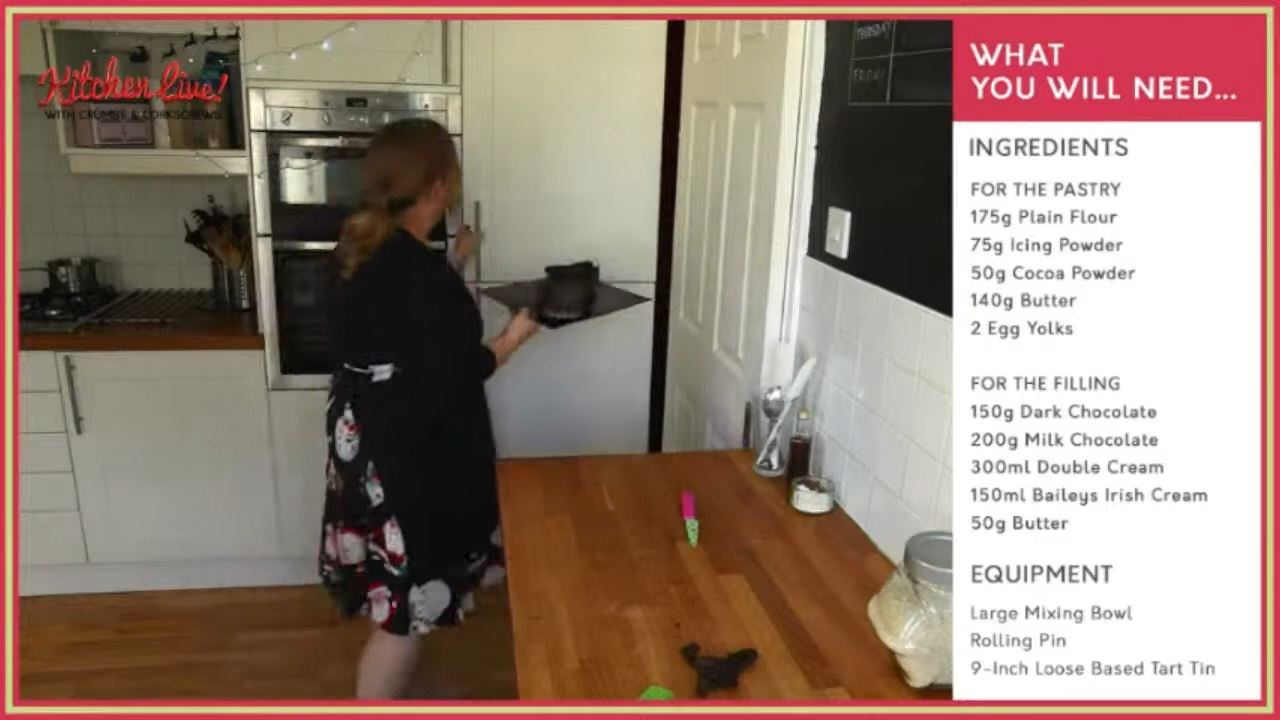 Kitchen Live!
WITH CRUMBS & CORKSCREWS
THURSDAY
FRIDAY
WHAT
YOU WILL NEED...
INGREDIENTS
FOR THE PASTRY
175g Plain Flour
75g Icing Powder
50g Cocoa Powder
140g Butter
2 Egg Yolks
FOR THE FILLING
150g Dark Chocolate
200g Milk Chocolate
300ml Double Cream
150ml Baileys Irish Cream
50g Butter
EQUIPMENT
Large Mixing Bowl
Rolling Pin
9-Inch Loose Based Tart Tin